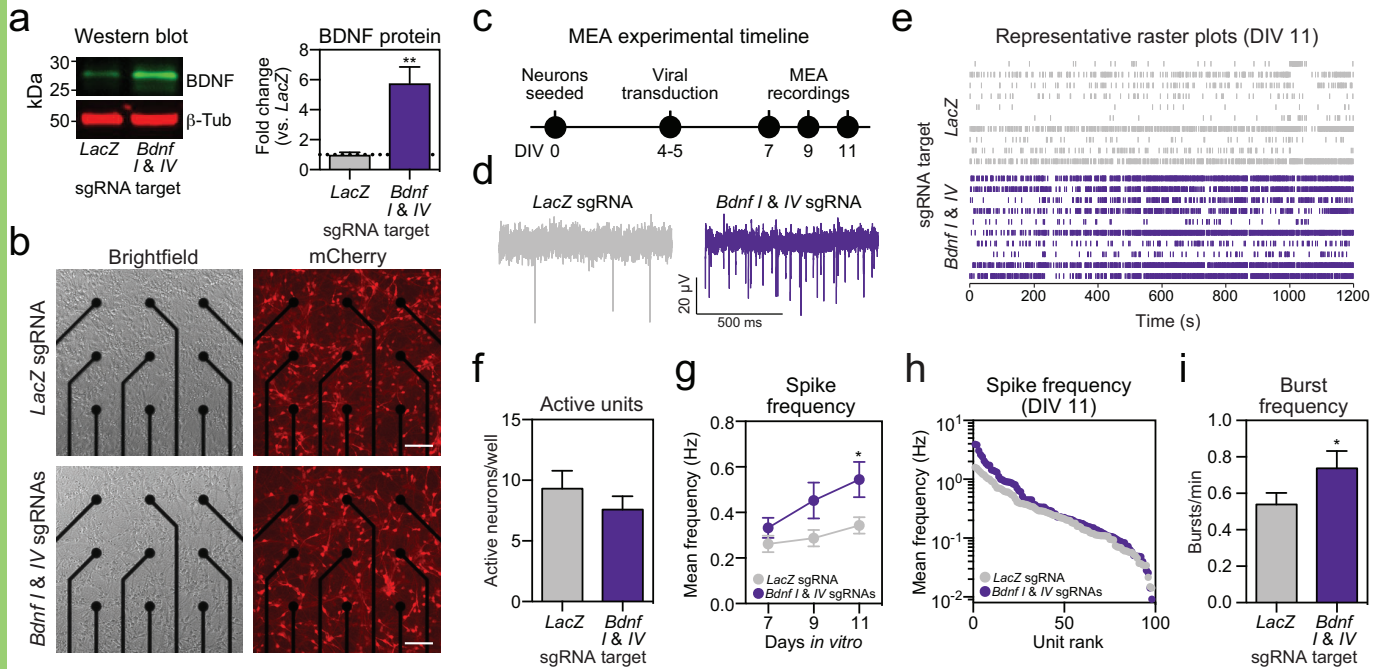 a
Western blot
kDa
30
25
50
BDNF
β-Tub
LacZ
Bdnf
I & IV
sgRNA target
BDNF protein
Fold change
(vs. LacZ)
8
6
4
2
0
**
LacZ
Bdnf
I & IV
sgRNA target
b
Brightfield
mCherry
LacZ sgRNA
Bdnf I & IV sgRNAs
c
MEA experimental timeline
Neurons
seeded
Viral
transduction
MEA
recordings
DIV 0
4-5
7
9
11
d
LacZ sgRNA
Bdnf I & IV sgRNA
20 µV
500 ms
e
Representative raster plots (DIV 11)
sgRNA target
LacZ
Bdnf I & IV
0 200 400 600 800 1000 1200
Time (s)
f
Active units
Active neurons/well
15
10
5
0
LacZ
Bdnf
I & IV
sgRNA target
g
Spike
frequency
Mean frequency (Hz)
0.8
0.6
0.4
0.2
0.0
*
LacZ sgRNA
Bdnf I & IV sgRNAs
7 9 11
Days in vitro
h
Spike frequency
(DIV 11)
Mean frequency (Hz)
10¹
10⁰
10⁻¹
10⁻²
LacZ sgRNA
Bdnf I & IV sgRNAs
0 50 100
Unit rank
i
Burst
frequency
Bursts/min
1.0
0.8
0.6
0.4
0.2
0.0
*
LacZ
Bdnf
I & IV
sgRNA target